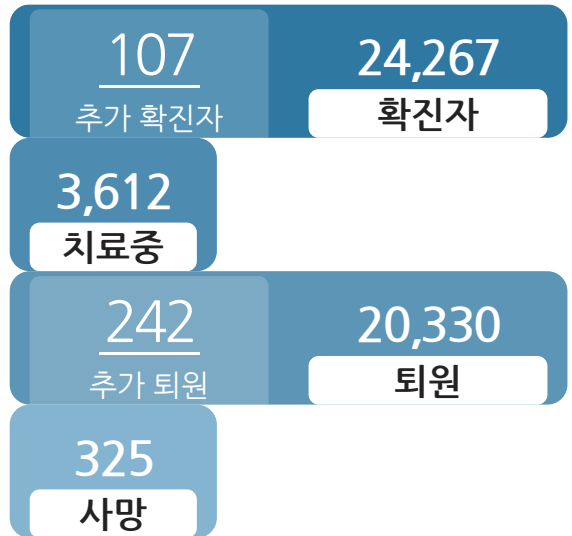 107
추가 확진자
24,267
확진자
3,612
치료중
242
추가 퇴원
20,330
퇴원
325
사망